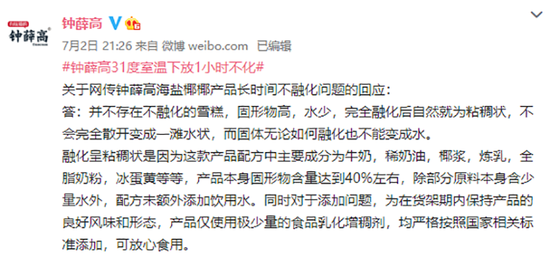 钟薛高
钟薛高
7月2日 21:26 来自 微博 weibo.com 已编辑
#钟薛高31度室温下放1小时不化#
关于网传钟薛高海盐椰椰产品长时间不融化问题的回应：
答：并不存在不融化的雪糕，固形物高，水少，完全融化后自然就为粘稠状，不
会完全散开变成一滩水状，而固体无论如何融化也不能变成水。
融化呈粘稠状是因为这款产品配方中主要成分为牛奶，稀奶油，椰浆，炼乳，全
脂奶粉，冰蛋黄等等，产品本身固形物含量达到40%左右，除部分原料本身含少
量水外，配方未额外添加饮用水。同时对于添加问题，为在货架期内保持产品的
良好风味和形态，产品仅使用极少量的食品乳化增稠剂，均严格按照国家相关标
准添加，可放心食用。